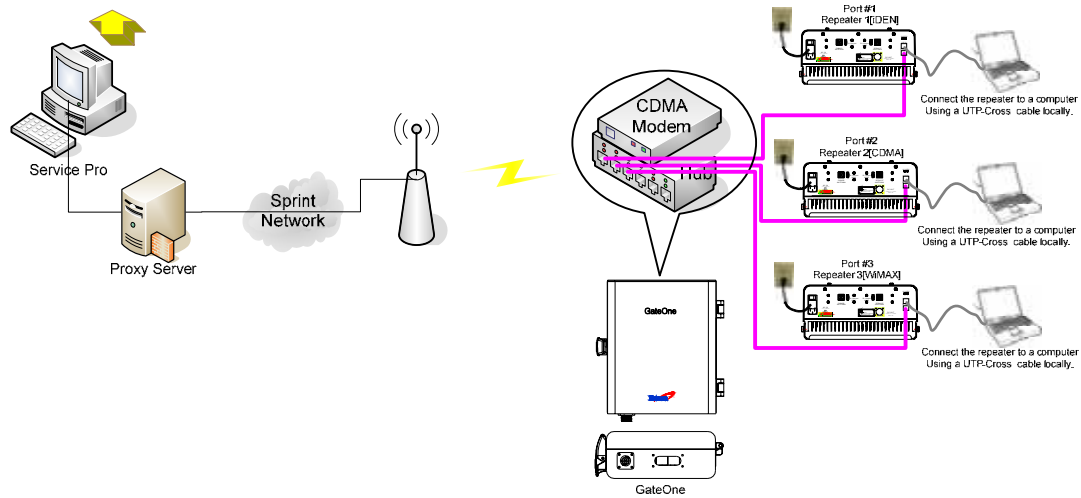 Service Pro
Proxy Server
Sprint
Network
CDMA
Modem
Hub
GateOne
GateOne
Port #1
Repeater 1[iDEN)
Connect the repeater to a computer
Using a UTP-Cross cable locally.
Port #2
Repeater 2[CDMA]
Connect the repeater to a computer
Using a UTP-Cross cable locally.
Port #3
Repeater 3[WiMAX]
Connect the repeater to a computer
Using a UTP-Cross cable locally.